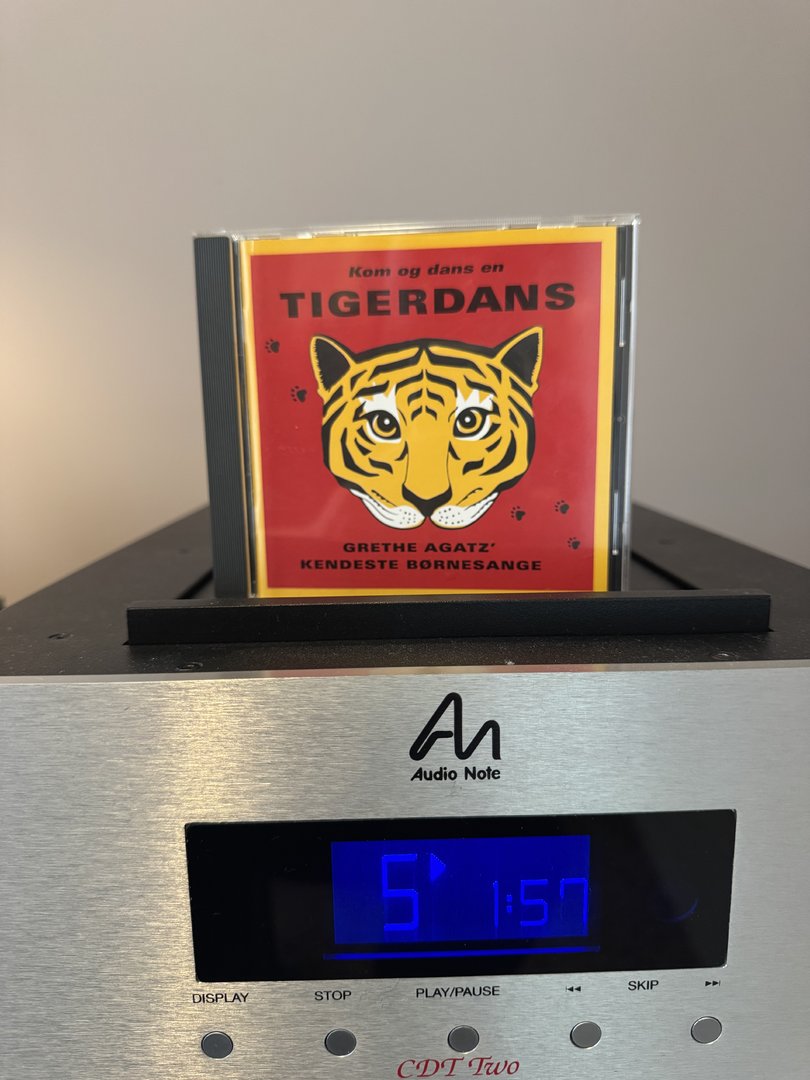 Kom og dans en
TIGERDANS
GRETHE AGATZ'
KENDESTE BØRNESANGE
Audio Note
5 1:57
DISPLAY STOP PLAY/PAUSE SKIP
CDT Two